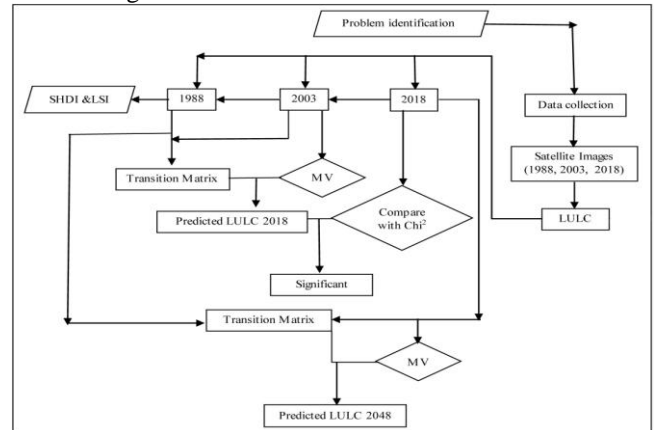 Problem identification
SHDI &LSI
1988
2003
2018
Data collection
Satellite Images
(1988, 2003, 2018)
LULC
Transition Matrix
MV
Predicted LULC 2018
Compare
with Chi²
Significant
Transition Matrix
MV
Predicted LULC 2048